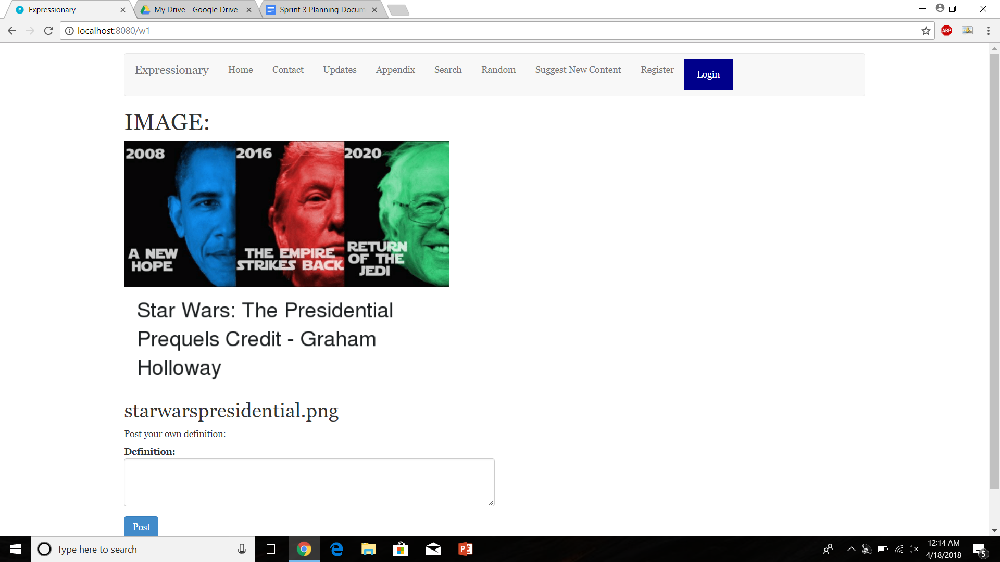 Expressionary
My Drive - Google Drive
Sprint 3 Planning Docum
localhost:8080/w1
ABP
Expressionary Home Contact Updates Appendix Search Random Suggest New Content Register Login
IMAGE:
2008 2016 2020
A NEW HOPE
THE EMPIRE STRIKES BACK
RETURN OF THE JEDI
Star Wars: The Presidential
Prequels Credit - Graham
Holloway
starwarspresidential.png
Post your own definition:
Definition:
Post
Type here to search
12:14 AM
4/18/2018
5